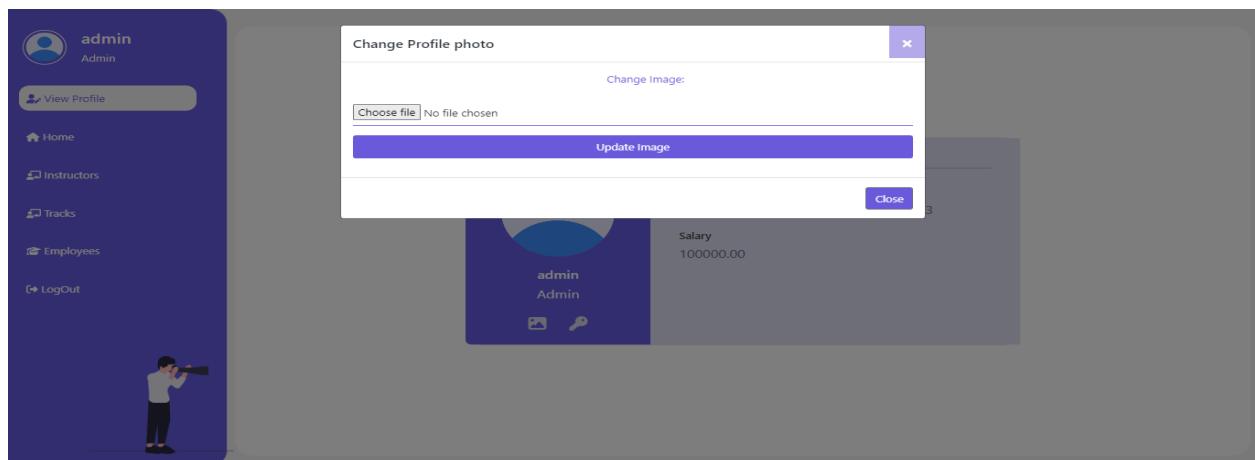 admin
Admin
View Profile
Home
Instructors
Tracks
Employees
LogOut
Change Profile photo
×
Change Image:
Choose file No file chosen
Update Image
Close
3
Salary
100000.00
admin
Admin